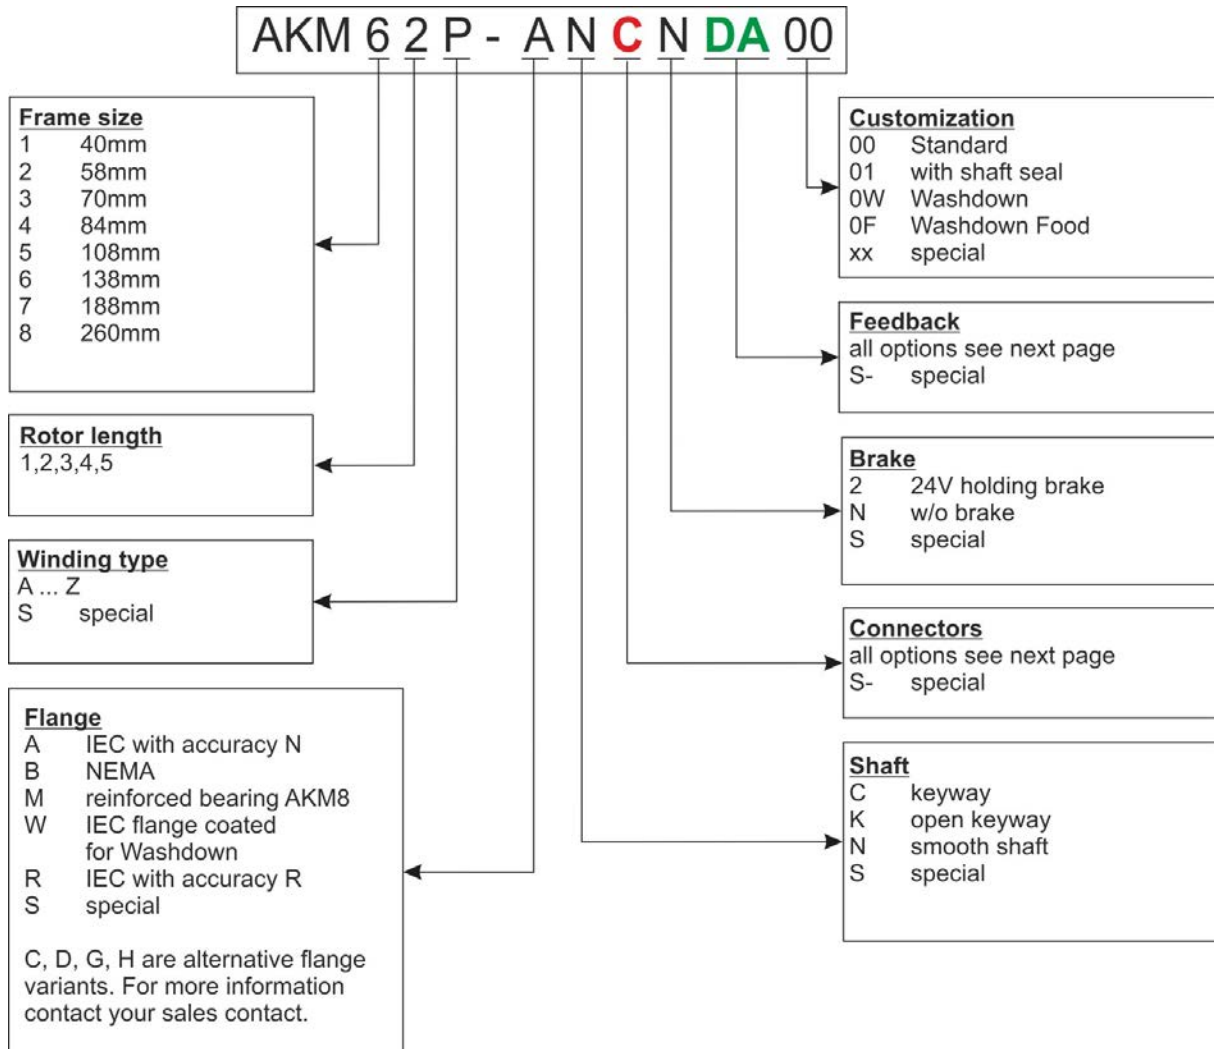 AKM 6 2 P - A N C N DA 00
Frame size
1 40mm
2 58mm
3 70mm
4 84mm
5 108mm
6 138mm
7 188mm
8 260mm
Rotor length
1,2,3,4,5
Winding type
A ... Z
S special
Flange
A IEC with accuracy N
B NEMA
M reinforced bearing AKM8
W IEC flange coated
for Washdown
R IEC with accuracy R
S special
C, D, G, H are alternative flange
variants. For more information
contact your sales contact.
Customization
00 Standard
01 with shaft seal
0W Washdown
0F Washdown Food
xx special
Feedback
all options see next page
S- special
Brake
2 24V holding brake
N w/o brake
S special
Connectors
all options see next page
S- special
Shaft
C keyway
K open keyway
N smooth shaft
S special